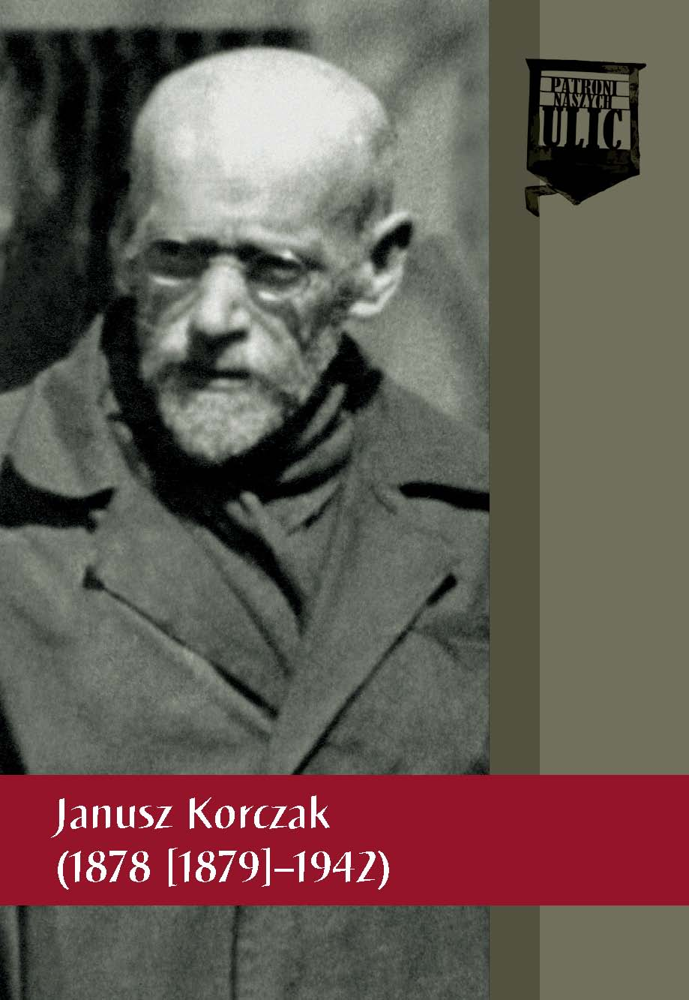 PATRONI
NASZYCH
ULIC
Janusz Korczak
(1878 [1879]–1942)